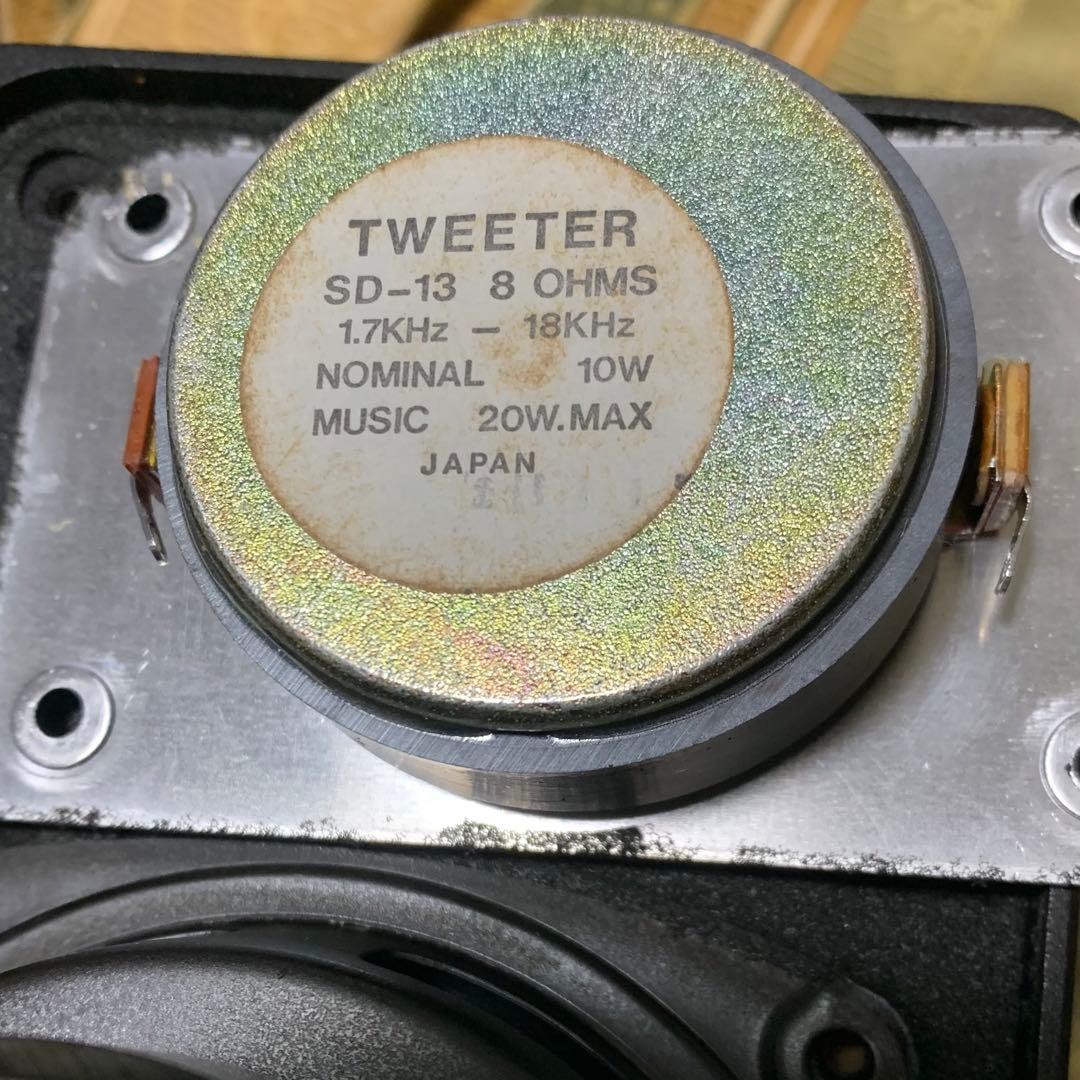 TWEETER
SD-13 8 OHMS
1.7KHz - 18KHz
NOMINAL 10W
MUSIC 20W.MAX
JAPAN